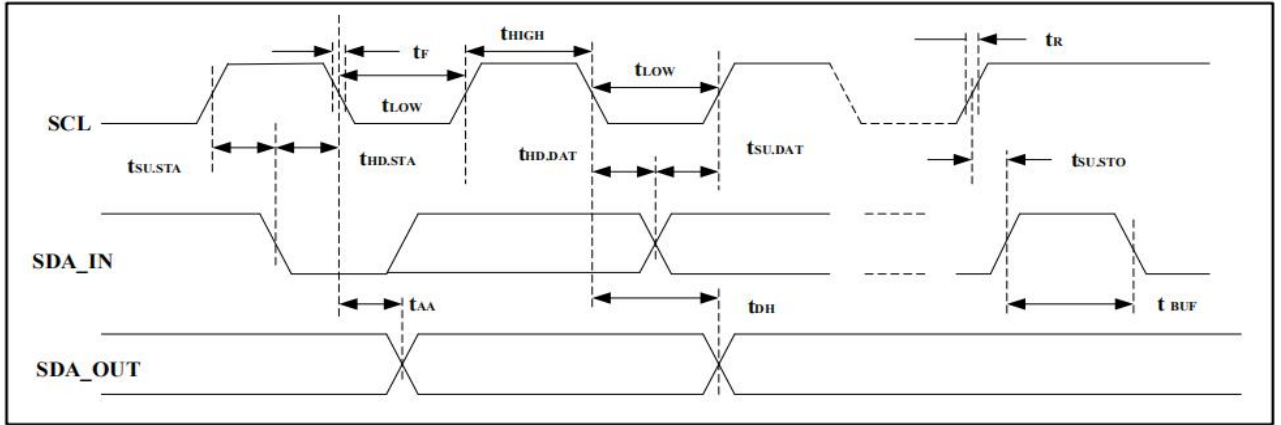 tF
tHIGH
tR
tLOW
tLOW
SCL
tSU.STA
tHD.STA
tHD.DAT
tSU.DAT
tSU.STO
SDA_IN
tAA
tDH
t BUF
SDA_OUT